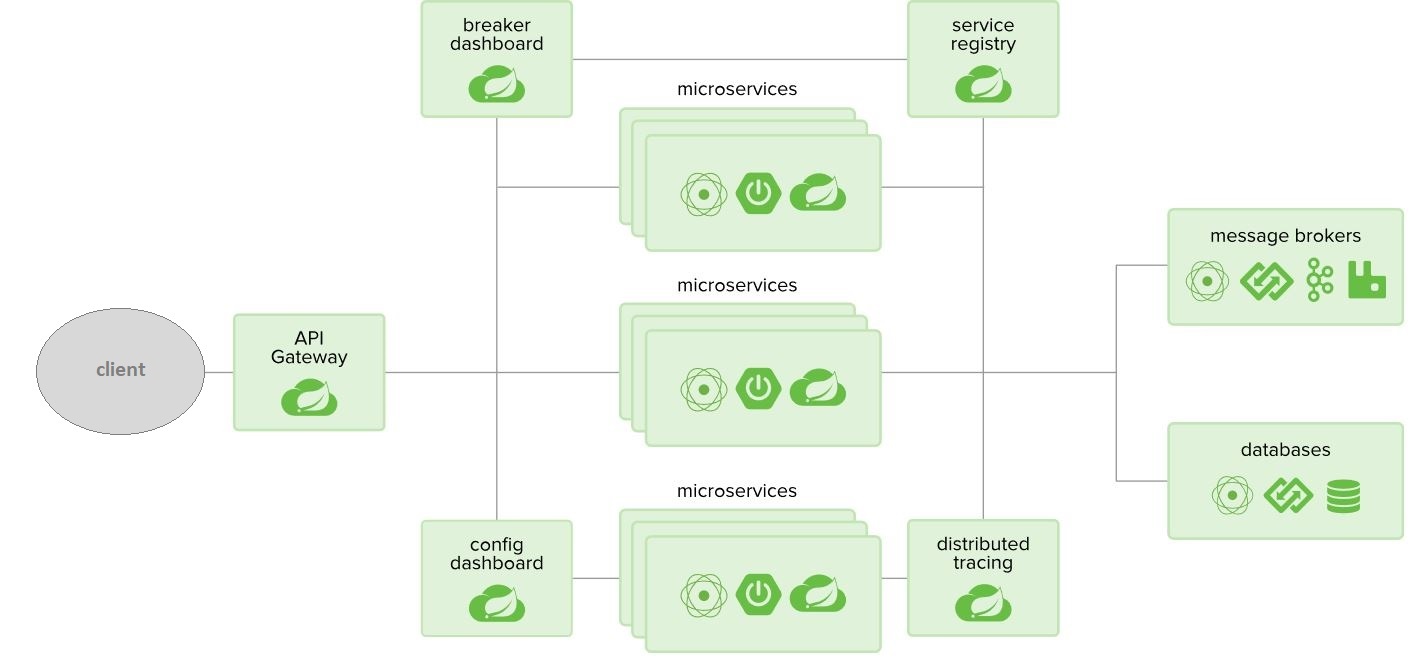 breaker
dashboard
service
registry
microservices
microservices
message brokers
API
Gateway
client
databases
microservices
config
dashboard
distributed
tracing